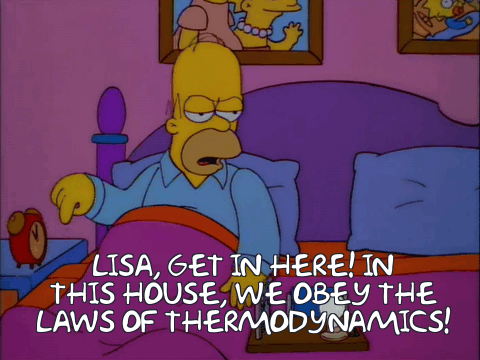 LISA, GET IN HERE! IN
THIS HOUSE, WE OBEY THE
LAWS OF THERMODYNAMICS!